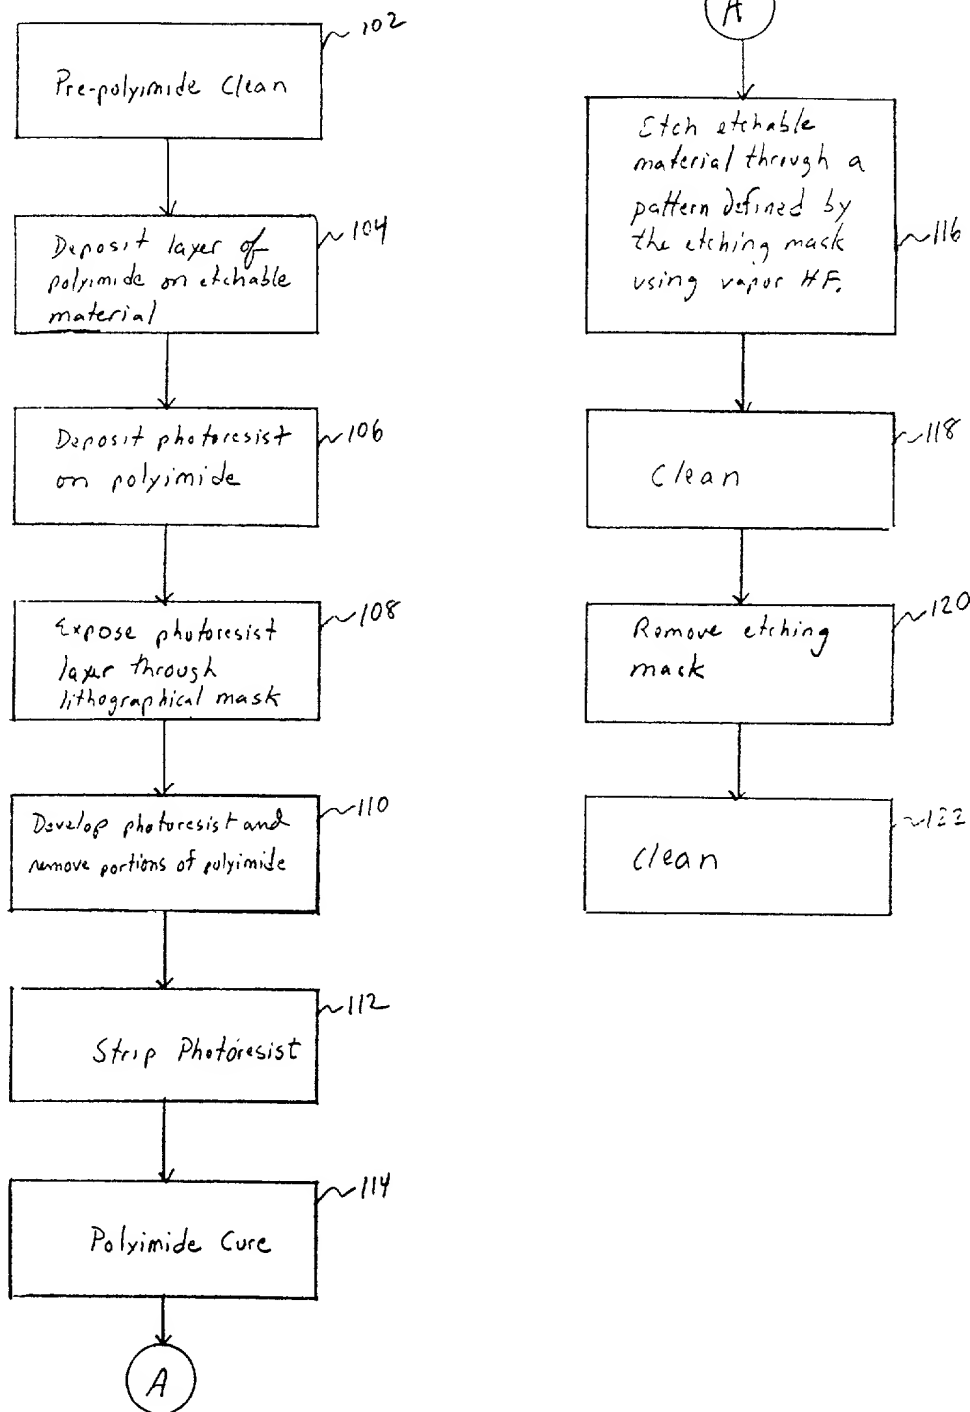 102
Pre-polyimide Clean
104
Deposit layer of
polyimide on etchable
material
106
Deposit photoresist
on polyimide
108
Expose photoresist
layer through
lithographical mask
110
Develop photoresist and
remove portions of polyimide
112
Strip Photoresist
114
Polyimide Cure
A
A
Etch etchable
material through a
pattern defined by
the etching mask
using vapor HF.
116
118
Clean
120
Remove etching
mask
122
Clean